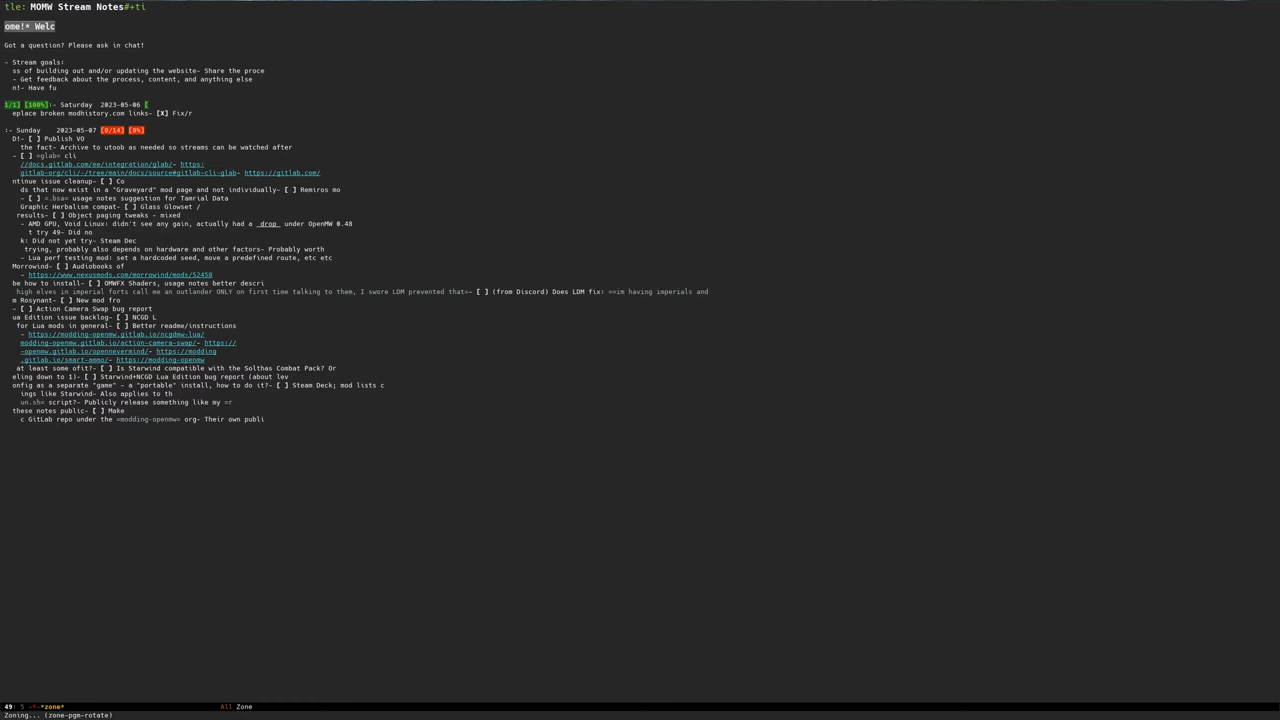 tle: MOMW Stream Notes#+ti
ome!* Welc
Got a question? Please ask in chat!
- Stream goals:
ss of building out and/or updating the website- Share the proce
- Get feedback about the process, content, and anything else
n!- Have fu
1/1] [100%]:- Saturday  2023-05-06 [
eplace broken modhistory.com links- [X] Fix/r
:- Sunday    2023-05-07 [0/14] [0%]
D!- [ ] Publish VO
the fact- Archive to utoob as needed so streams can be watched after
- [ ] =glab= cli
//docs.gitlab.com/ee/integration/glab/- https:
gitlab-org/cli/-/tree/main/docs/source#gitlab-cli-glab- https://gitlab.com/
ntinue issue cleanup- [ ] Co
ds that now exist in a "Graveyard" mod page and not individually- [ ] Remiros mo
- [ ] =.bsa= usage notes suggestion for Tamrial Data
Graphic Herbalism compat- [ ] Glass Glowset /
results- [ ] Object paging tweaks - mixed
- AMD GPU, Void Linux: didn't see any gain, actually had a _drop_ under OpenMW 0.48
t try 49- Did no
k: Did not yet try- Steam Dec
trying, probably also depends on hardware and other factors- Probably worth
- Lua perf testing mod: set a hardcoded seed, move a predefined route, etc etc
Morrowind- [ ] Audiobooks of
- https://www.nexusmods.com/morrowind/mods/52458
be how to install- [ ] OMWFX Shaders, usage notes better descri
high elves in imperial forts call me an outlander ONLY on first time talking to them, I swore LDM prevented that=- [ ] (from Discord) Does LDM fix: ==im having imperials and
m Rosynant- [ ] New mod fro
- [ ] Action Camera Swap bug report
ua Edition issue backlog- [ ] NCGD L
for Lua mods in general- [ ] Better readme/instructions
- https://modding-openmw.gitlab.io/ncgdmw-lua/
modding-openmw.gitlab.io/action-camera-swap/- https://
-openmw.gitlab.io/opennevermind/- https://modding
.gitlab.io/smart-ammo/- https://modding-openmw
at least some ofit?- [ ] Is Starwind compatible with the Solthas Combat Pack? Or
eling down to 1)- [ ] Starwind+NCGD Lua Edition bug report (about lev
onfig as a separate "game" - a "portable" install, how to do it?- [ ] Steam Deck; mod lists c
ings like Starwind- Also applies to th
un.sh= script?- Publicly release something like my =r
these notes public- [ ] Make
c GitLab repo under the =modding-openmw= org- Their own publi
49: 5 -*-*zone* All Zone
Zoning... (zone-pgm-rotate)